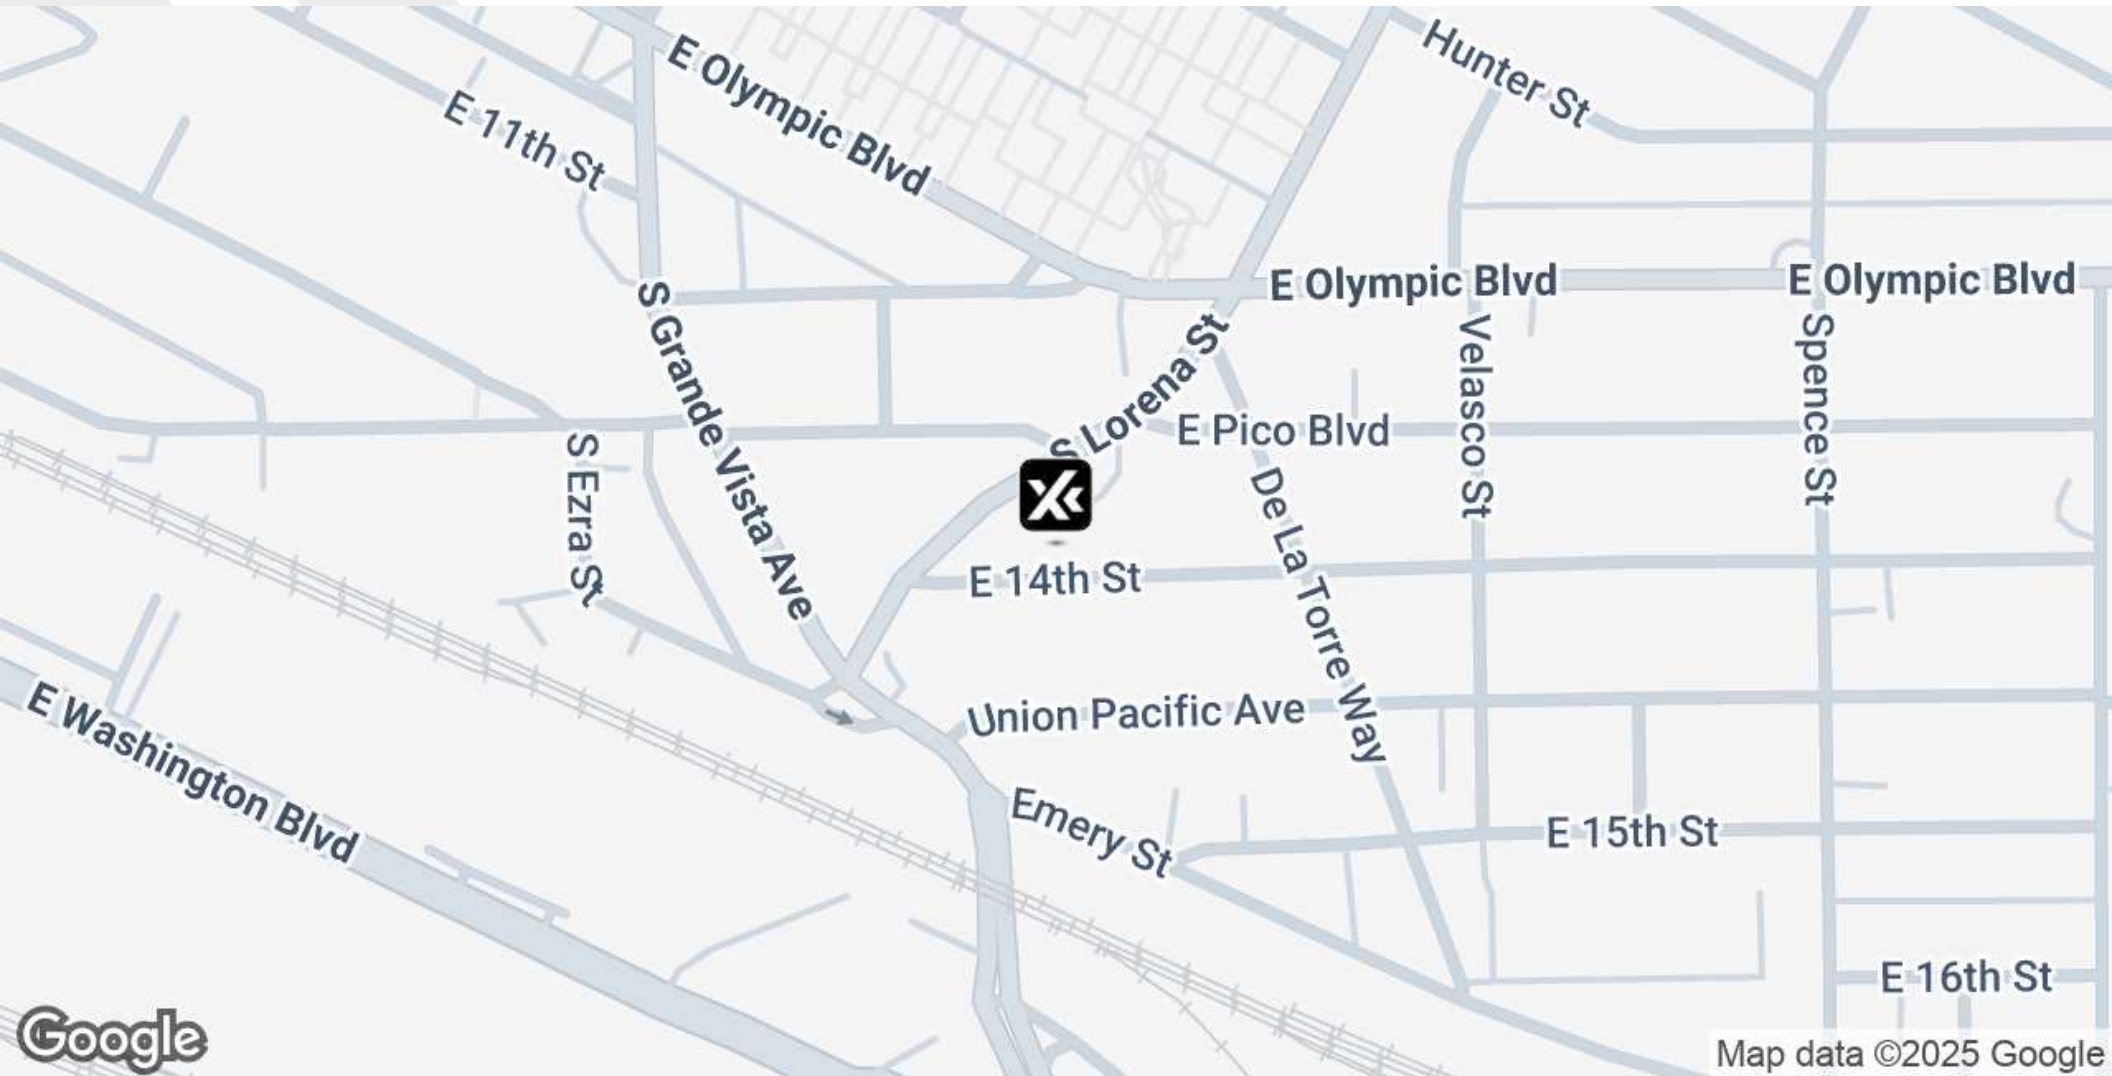 Hunter St
E Olympic Blvd
E 11th St
E Olympic Blvd
E Olympic Blvd
S Grande Vista Ave
S Lorena St
Velasco St
Spence St
E Pico Blvd
S Ezra St
De La Torre Way
E 14th St
Union Pacific Ave
E Washington Blvd
Emery St
E 15th St
E 16th St
Google
Map data ©2025 Google